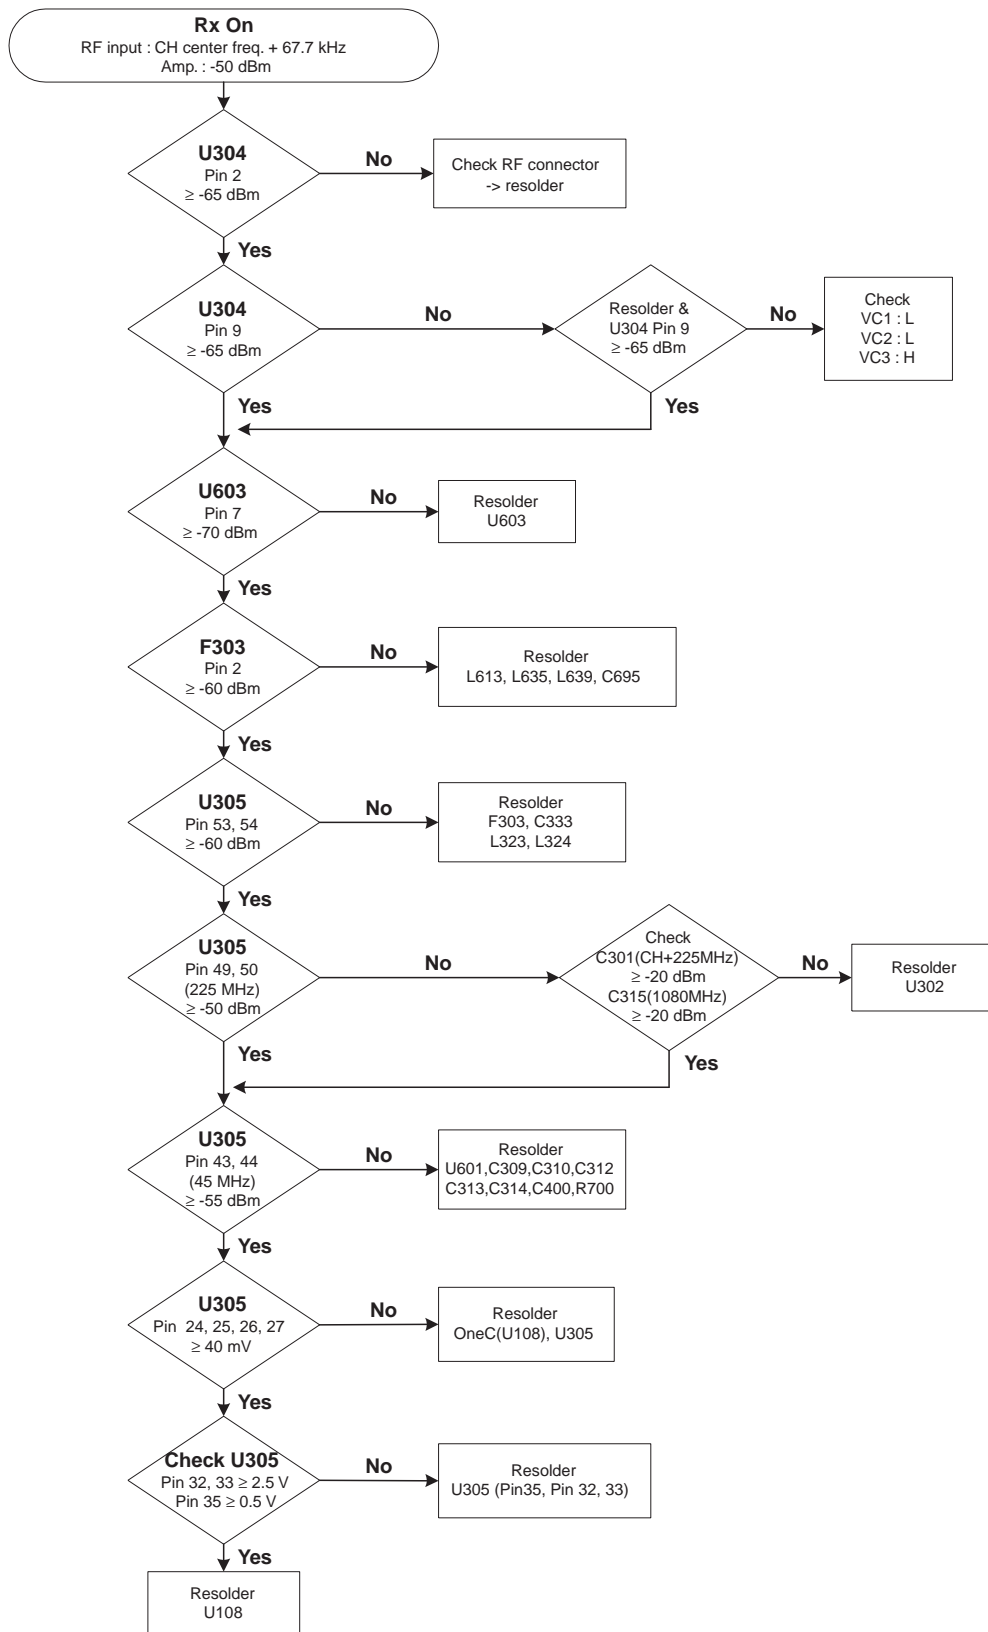 Rx On
RF input : CH center freq. + 67.7 kHz
Amp. : -50 dBm
U304
Pin 2
≥ -65 dBm
No
Check RF connector
-> resolder
Yes
U304
Pin 9
≥ -65 dBm
No
Resolder &
U304 Pin 9
≥ -65 dBm
No
Check
VC1 : L
VC2 : L
VC3 : H
Yes
Yes
U603
Pin 7
≥ -70 dBm
No
Resolder
U603
Yes
F303
Pin 2
≥ -60 dBm
No
Resolder
L613, L635, L639, C695
Yes
U305
Pin 53, 54
≥ -60 dBm
No
Resolder
F303, C333
L323, L324
Yes
U305
Pin 49, 50
(225 MHz)
≥ -50 dBm
No
Check
C301(CH+225MHz)
≥ -20 dBm
C315(1080MHz)
≥ -20 dBm
No
Resolder
U302
Yes
Yes
U305
Pin 43, 44
(45 MHz)
≥ -55 dBm
No
Resolder
U601,C309,C310,C312
C313,C314,C400,R700
Yes
U305
Pin 24, 25, 26, 27
≥ 40 mV
No
Resolder
OneC(U108), U305
Yes
Check U305
Pin 32, 33 ≥ 2.5 V
Pin 35 ≥ 0.5 V
No
Resolder
U305 (Pin35, Pin 32, 33)
Yes
Resolder
U108